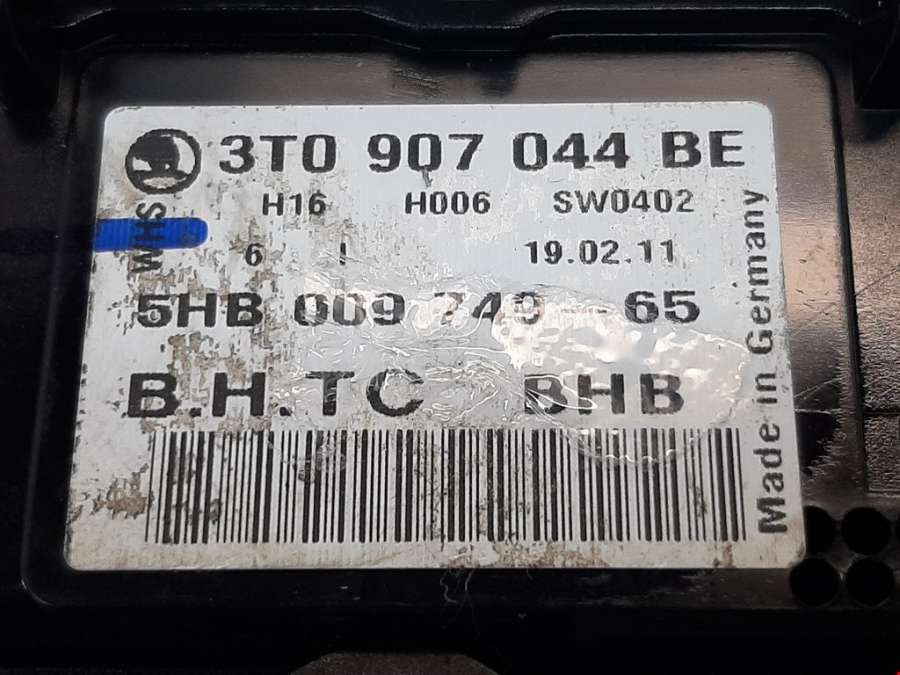 3T0 907 044 BE
H16 H006 SW0402
WHS
6 19.02.11
5HB 009 749-65
B.H.TC BHB
Made in Germany